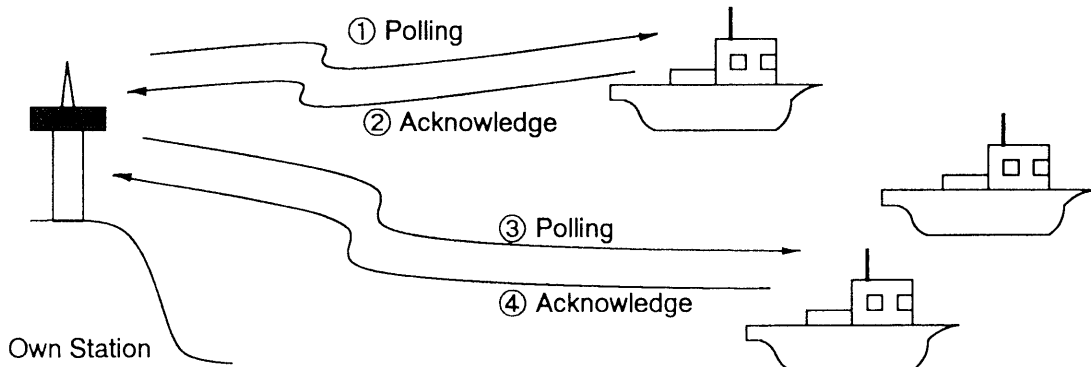 ① Polling
② Acknowledge
③ Polling
④ Acknowledge
Own Station